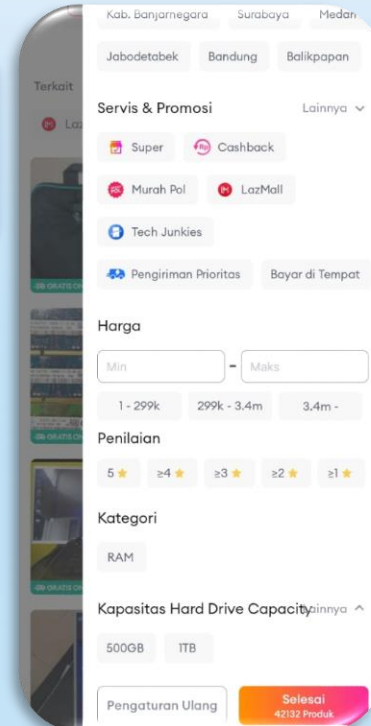 Kab. Banjarnegara Surabaya Medan
Jabodetabek Bandung Balikpapan
Terkait
Servis & Promosi Lainnya
Super Cashback
Murah Pol LazMall
Tech Junkies
Pengiriman Prioritas Bayar di Tempat
Harga
Min - Maks
1 - 299k 299k - 3.4m 3.4m -
Penilaian
5 ≥4 ≥3 ≥2 ≥1
Kategori
RAM
Kapasitas Hard Drive Capacity Lainnya
500GB 1TB
Pengaturan Ulang Selesai
42132 Produk